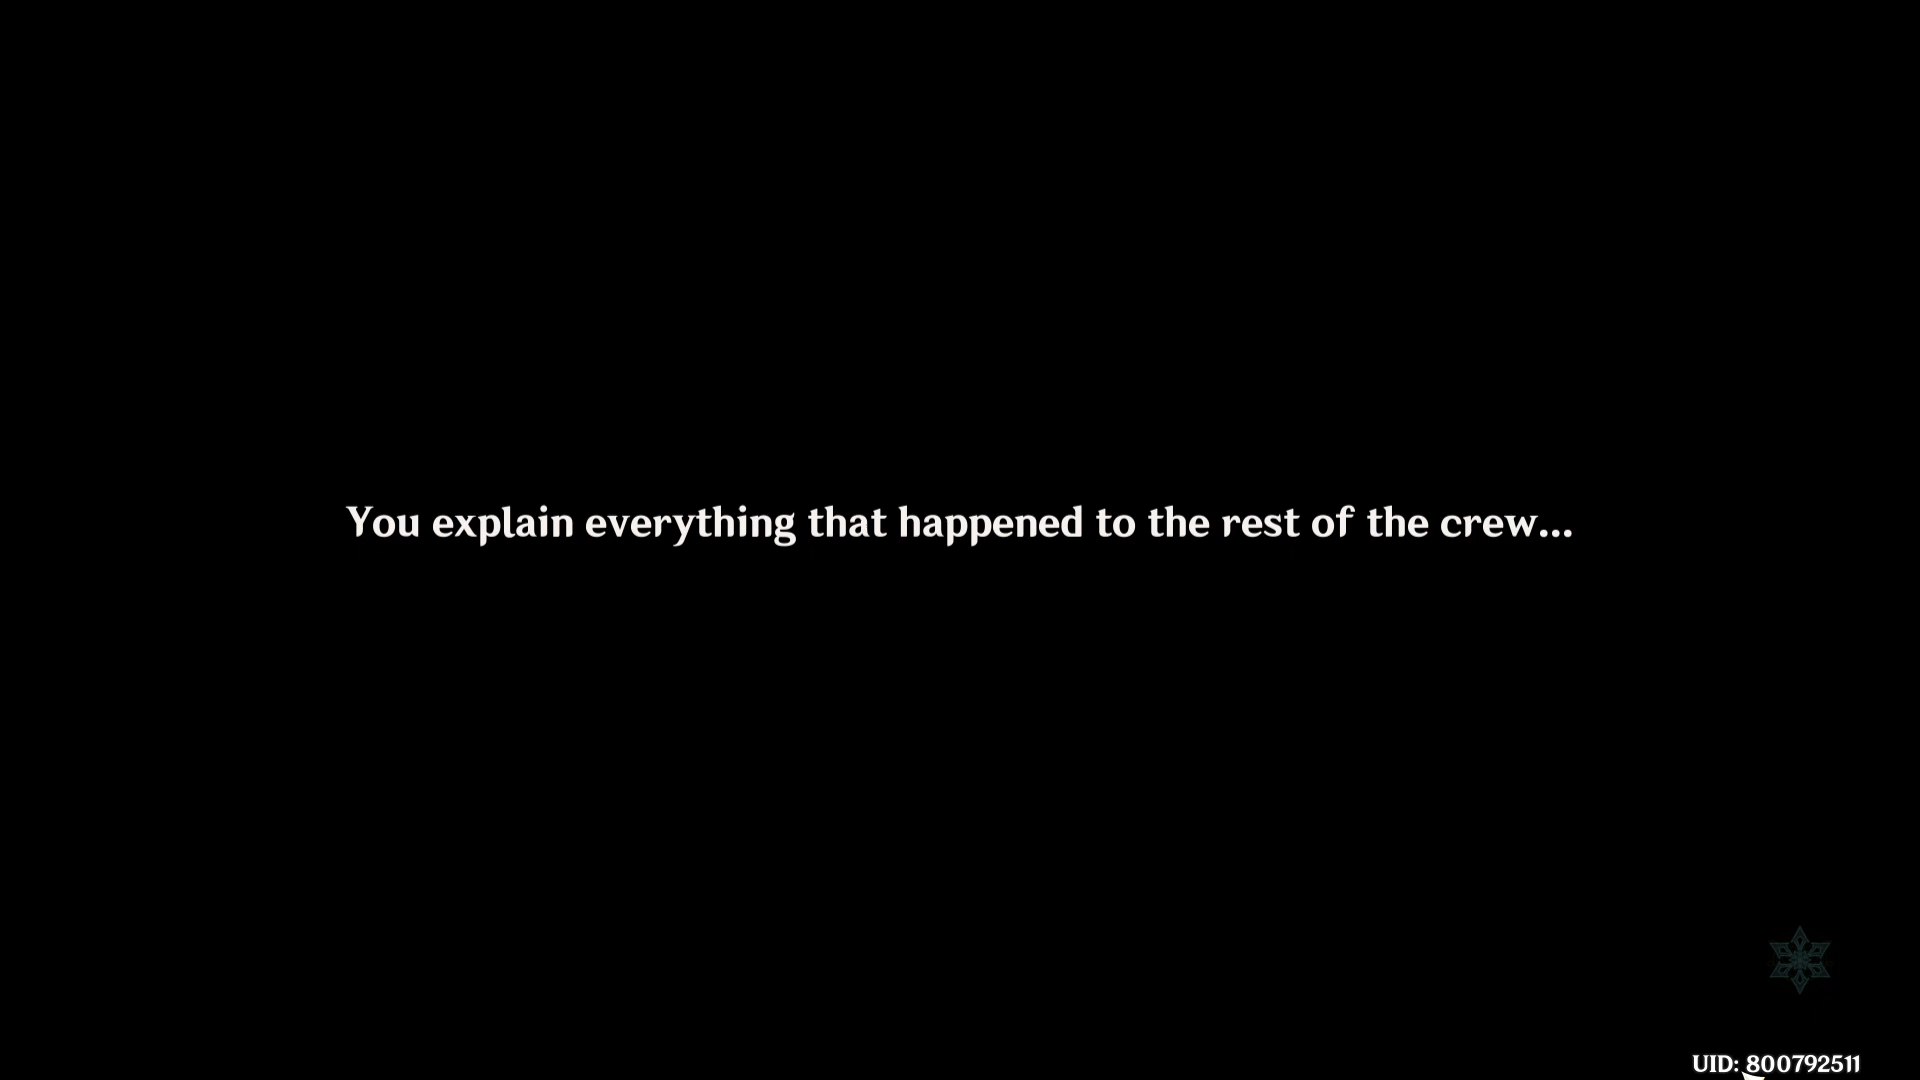 You explain everything that happened to the rest of the crew...
UID: 800792511